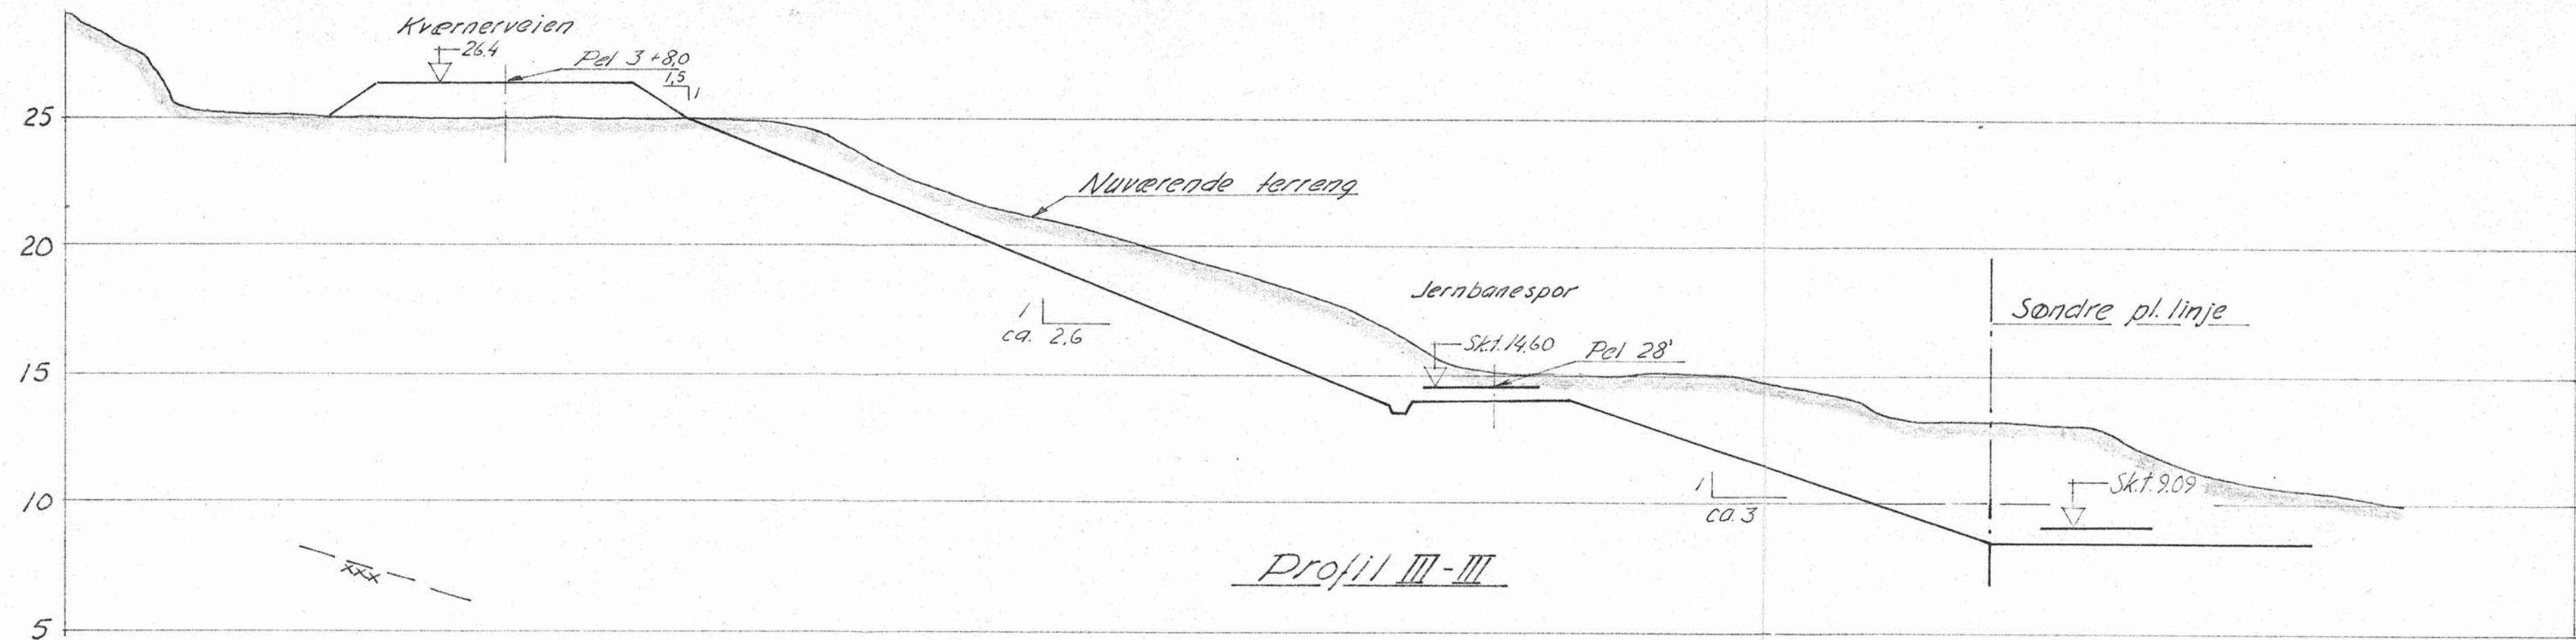 Kværnerveien
26.4
Pel 3+8,0
1,5
1
25
Nuværende terreng
20
Jernbanespor
Søndre pl. linje
1
ca. 2,6
Sk.t. 14.60
Pel 28'
15
1
ca. 3
Sk.t. 9.09
10
Profil III-III
xxx
5